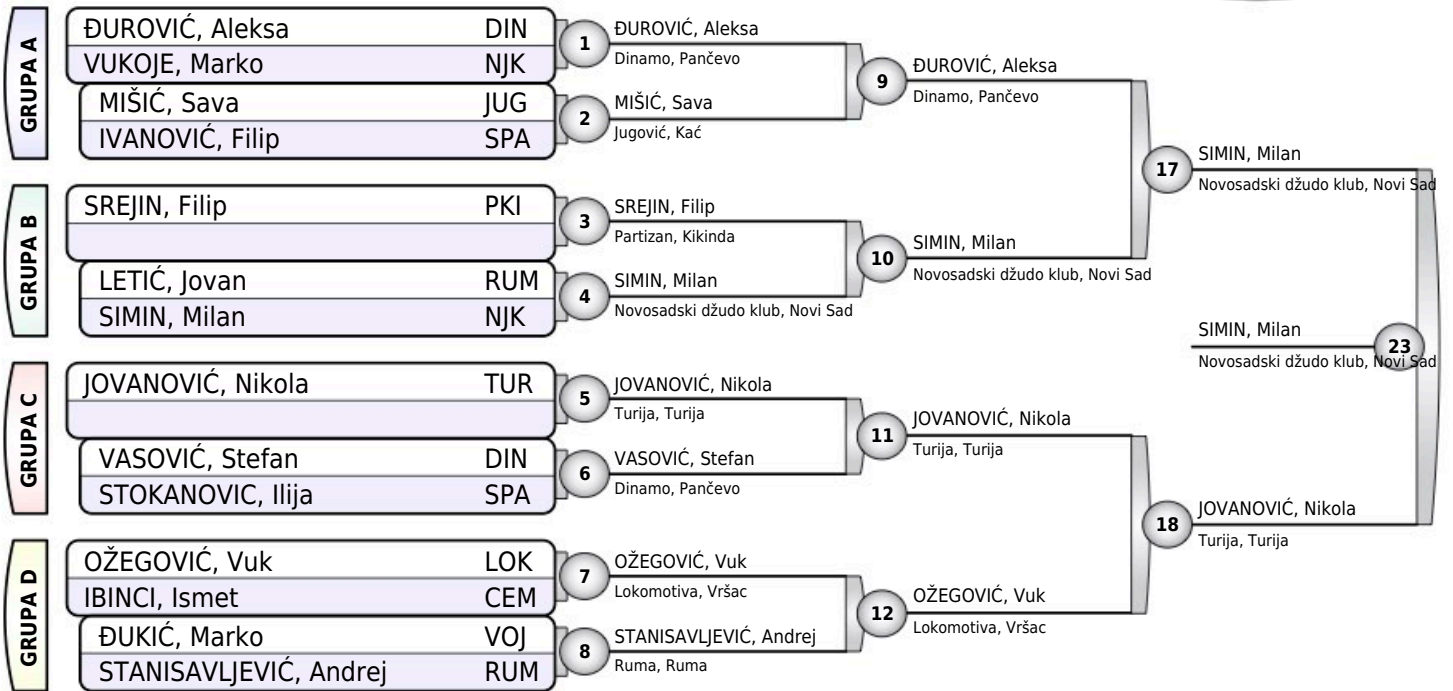 GRUPA A
ĐUROVIĆ, Aleksa DIN
VUKOJE, Marko NJK
MIŠIĆ, Sava JUG
IVANOVIĆ, Filip SPA
GRUPA B
SREJIN, Filip PKI
LETIĆ, Jovan RUM
SIMIN, Milan NJK
GRUPA C
JOVANOVIĆ, Nikola TUR
VASOVIĆ, Stefan DIN
STOKANOVIC, Ilija SPA
GRUPA D
OŽEGOVIĆ, Vuk LOK
IBINCI, Ismet CEM
ĐUKIĆ, Marko VOJ
STANISAVLJEVIĆ, Andrej RUM
1
ĐUROVIĆ, Aleksa
Dinamo, Pančevo
2
MIŠIĆ, Sava
Jugović, Kać
3
SREJIN, Filip
Partizan, Kikinda
4
SIMIN, Milan
Novosadski džudo klub, Novi Sad
5
JOVANOVIĆ, Nikola
Turija, Turija
6
VASOVIĆ, Stefan
Dinamo, Pančevo
7
OŽEGOVIĆ, Vuk
Lokomotiva, Vršac
8
STANISAVLJEVIĆ, Andrej
Ruma, Ruma
9
ĐUROVIĆ, Aleksa
Dinamo, Pančevo
10
SIMIN, Milan
Novosadski džudo klub, Novi Sad
11
JOVANOVIĆ, Nikola
Turija, Turija
12
OŽEGOVIĆ, Vuk
Lokomotiva, Vršac
17
SIMIN, Milan
Novosadski džudo klub, Novi Sad
18
JOVANOVIĆ, Nikola
Turija, Turija
SIMIN, Milan
23
Novosadski džudo klub, Novi Sad